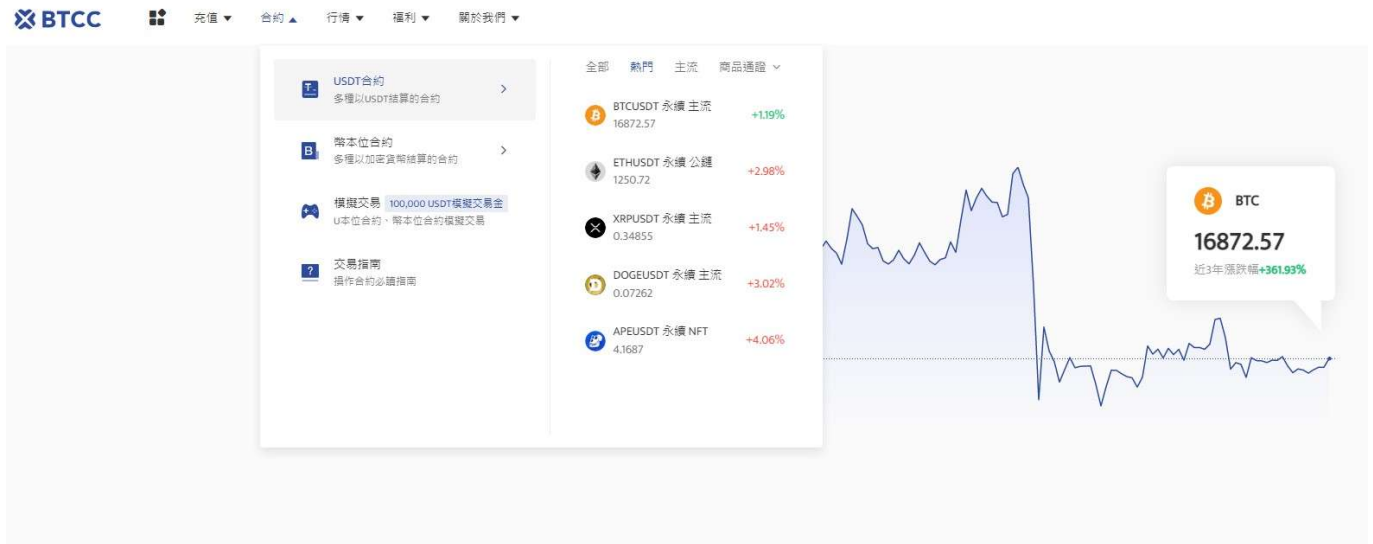 BTCC
充值 ▼ 合約 ▲ 行情 ▼ 福利 ▼ 關於我們 ▼
USDT合約
多種以USDT結算的合約
幣本位合約
多種以加密貨幣結算的合約
模擬交易 100,000 USDT模擬交易金
U本位合約、幣本位合約模擬交易
交易指南
操作合約必讀指南
全部 熱門 主流 商品通證
BTCUSDT 永續 主流
16872.57
+1.19%
ETHUSDT 永續 公鏈
1250.72
+2.98%
XRPUSDT 永續 主流
0.34855
+1.45%
DOGEUSDT 永續 主流
0.07262
+3.02%
APEUSDT 永續 NFT
4.1687
+4.06%
BTC
16872.57
近3年漲跌幅+361.93%